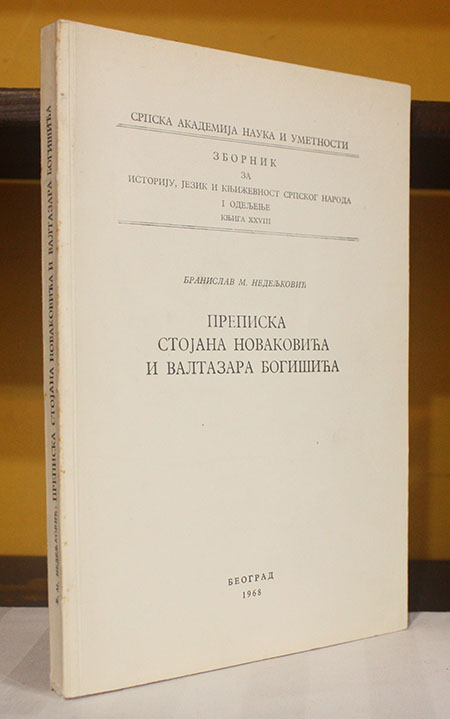 СРПСКА АКАДЕМИЈА НАУКА И УМЕТНОСТИ
ЗБОРНИК
ЗА
ИСТОРИЈУ, ЈЕЗИК И КЊИЖЕВНОСТ СРПСКОГ НАРОДА
I ОДЕЉЕЊЕ
КЊИГА XXVIII
БРАНИСЛАВ М. НЕДЕЉКОВИЋ
ПРЕПИСКА
СТОЈАНА НОВАКОВИЋА
И ВАЛТАЗАРА БОГИШИЋА
БЕОГРАД
1968
Б. М. НЕДЕЉКОВИЋ: ПРЕПИСКА СТОЈАНА НОВАКОВИЋА И ВАЛТАЗАРА БОГИШИЋА